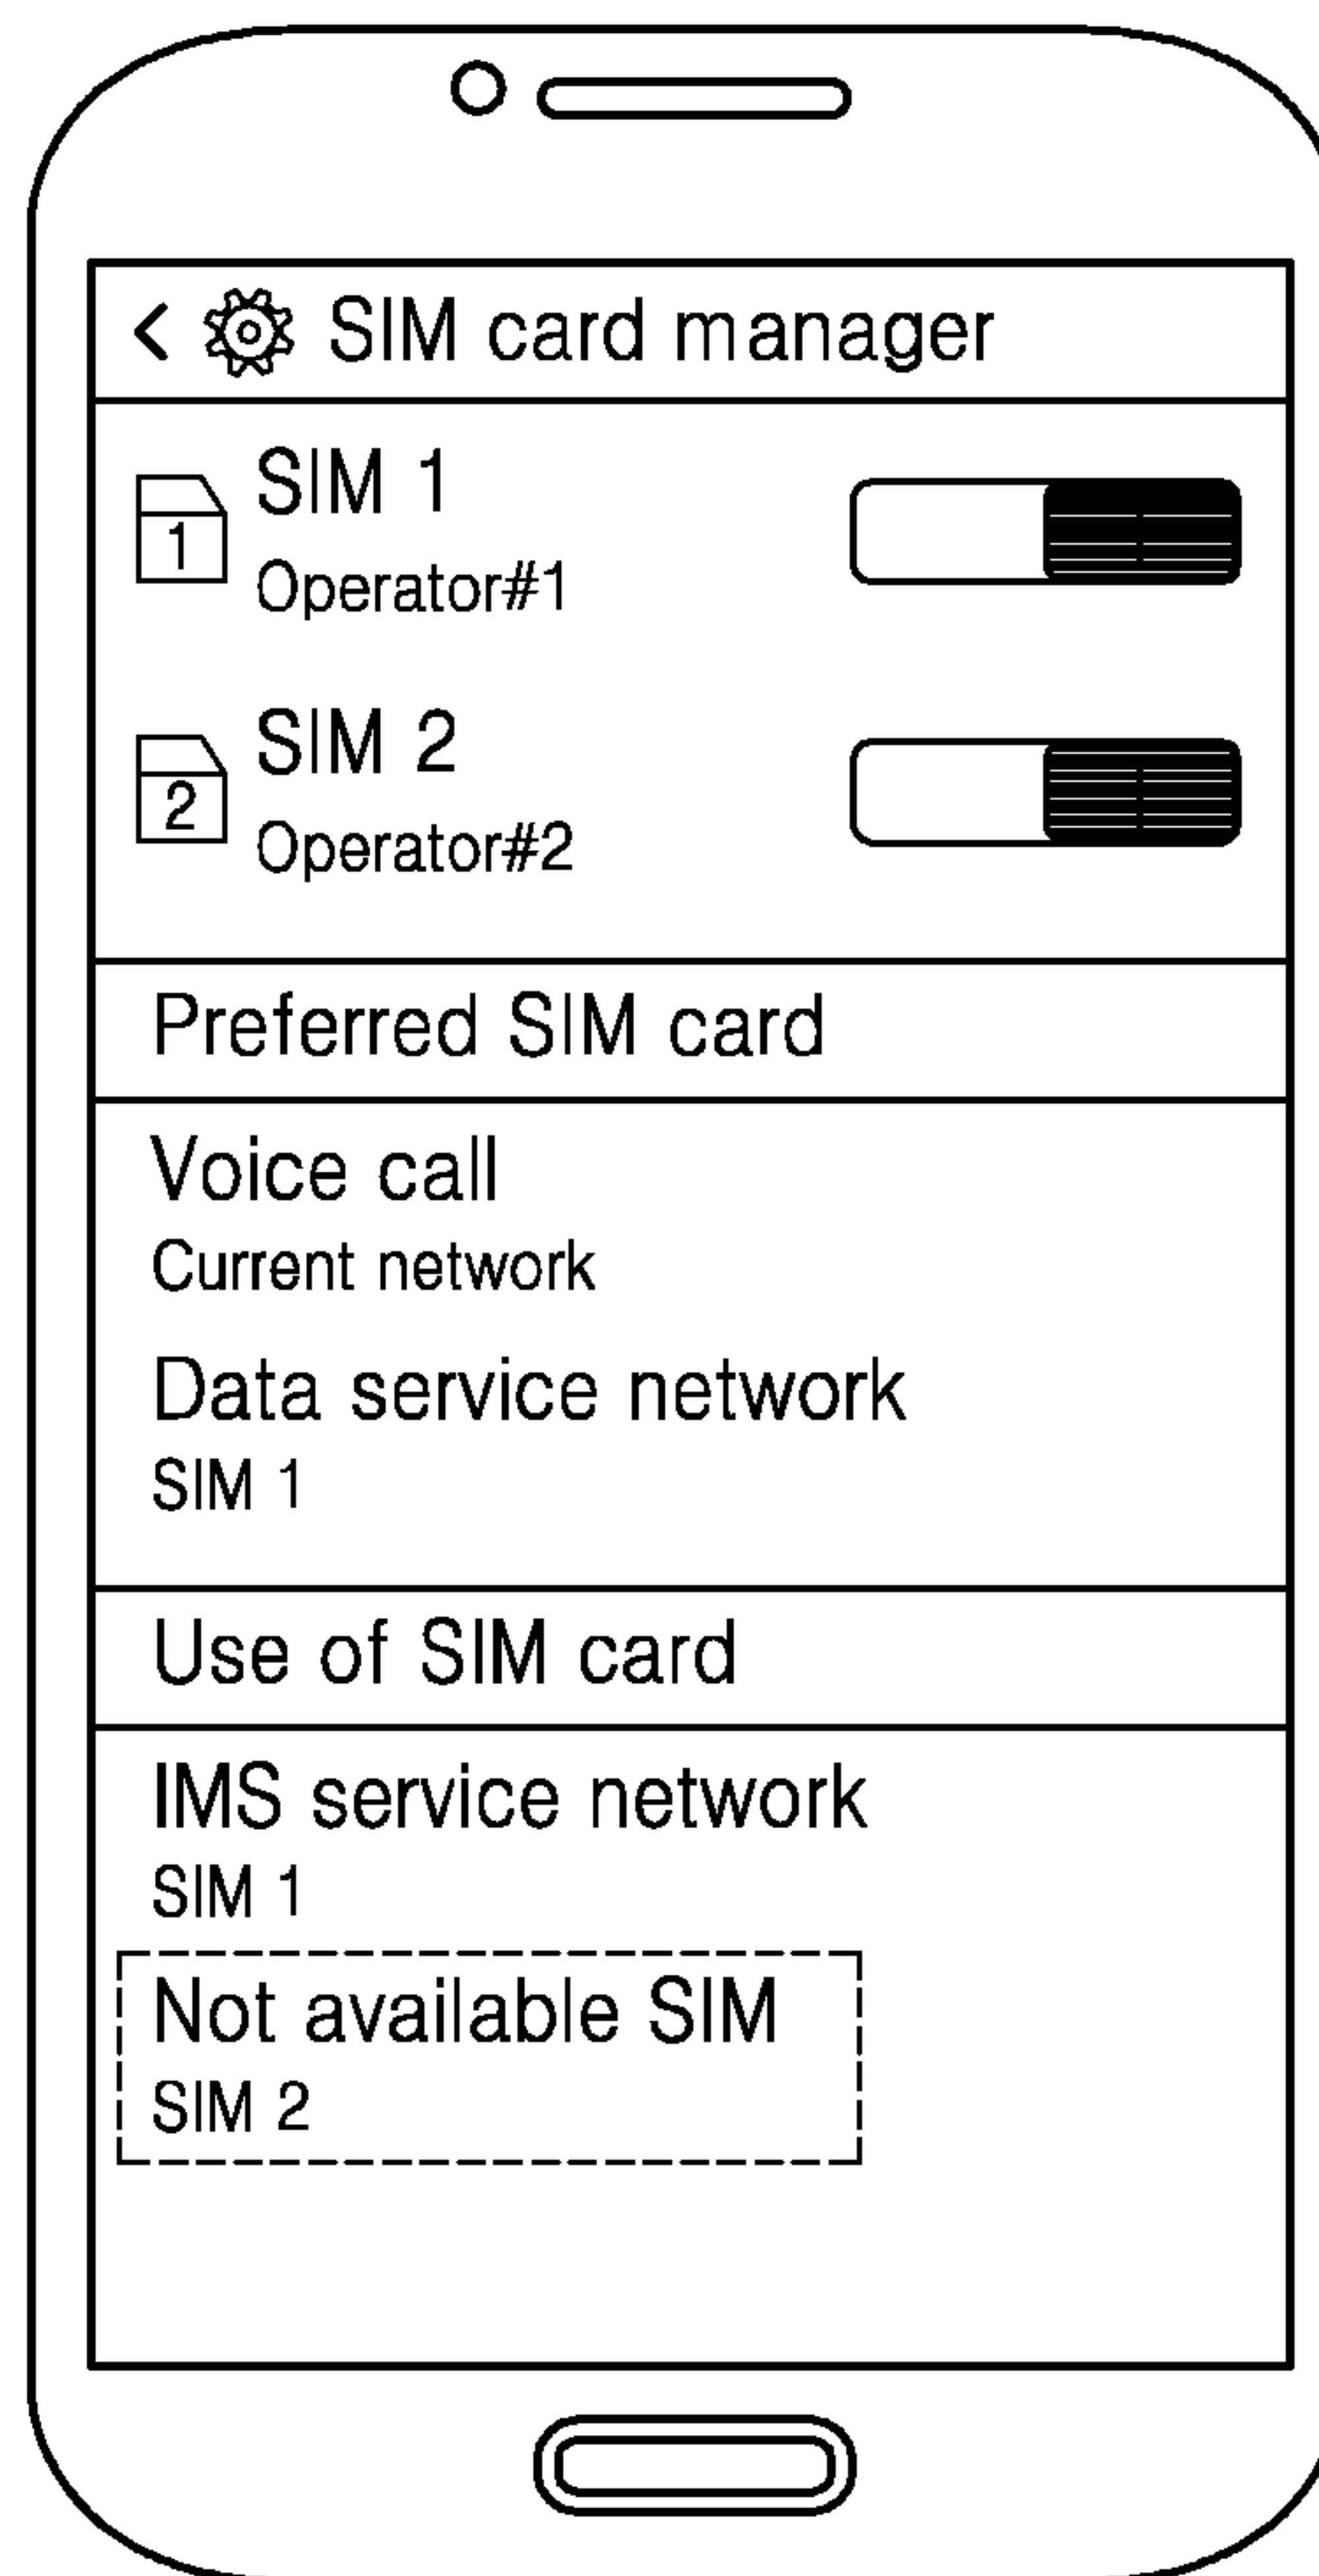 < SIM card manager
SIM 1
1
Operator#1
SIM 2
2
Operator#2
Preferred SIM card
Voice call
Current network
Data service network
SIM 1
Use of SIM card
IMS service network
SIM 1
Not available SIM
SIM 2